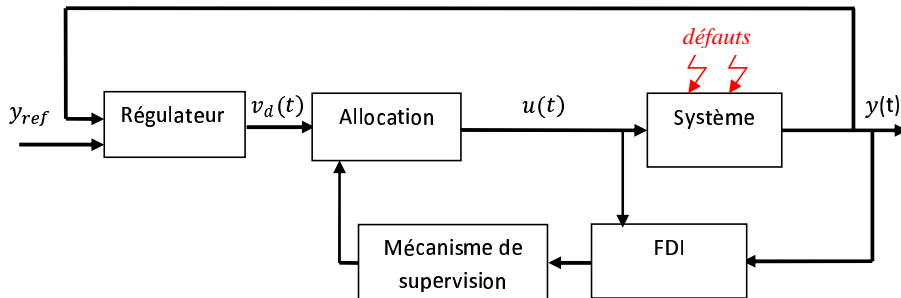 défauts
y_ref
Régulateur
v_d(t)
Allocation
u(t)
Système
y(t)
Mécanisme de
supervision
FDI